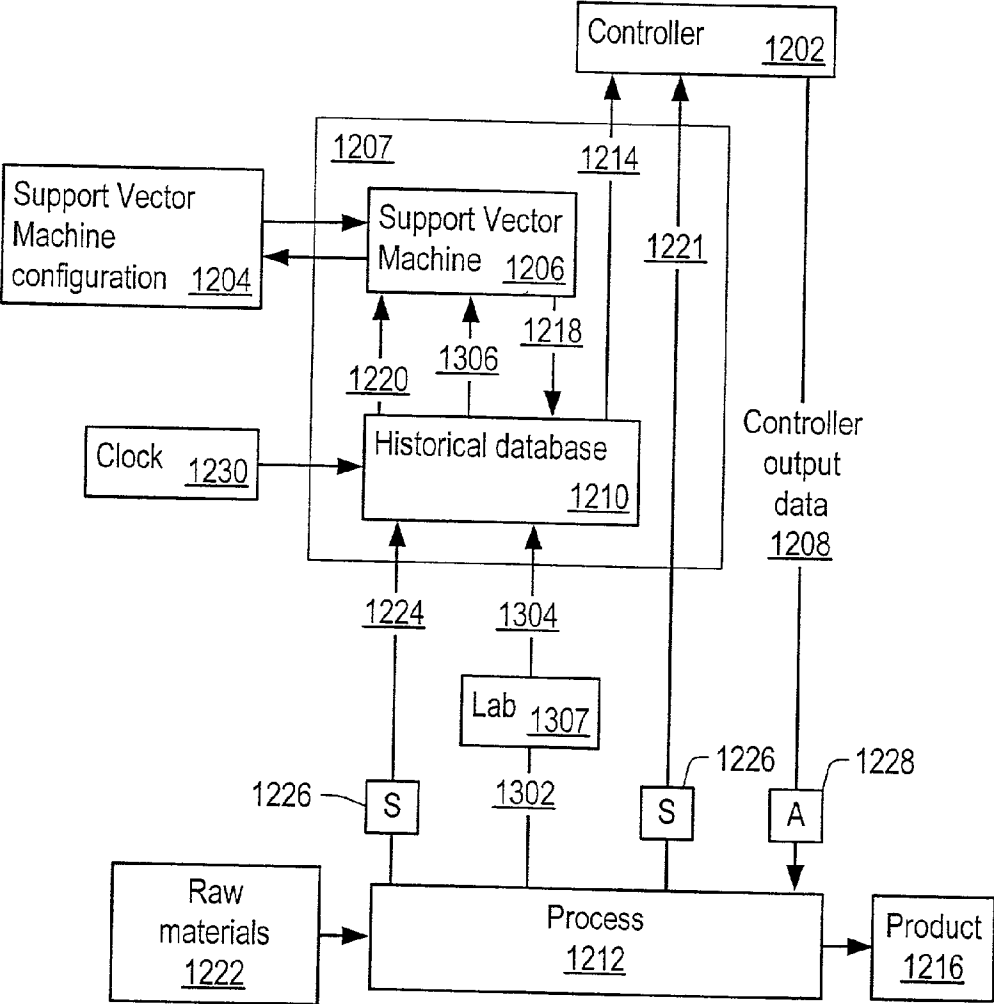 Controller
1202
1207
1214
Support Vector
Machine
configuration 1204
Support Vector
Machine 1206
1221
1218
1306
1220
Controller
output
data
1208
Clock 1230
Historical database
1210
1224
1304
Lab 1307
1226
S
1302
1226
S
1228
A
Raw
materials
1222
Process
1212
Product
1216